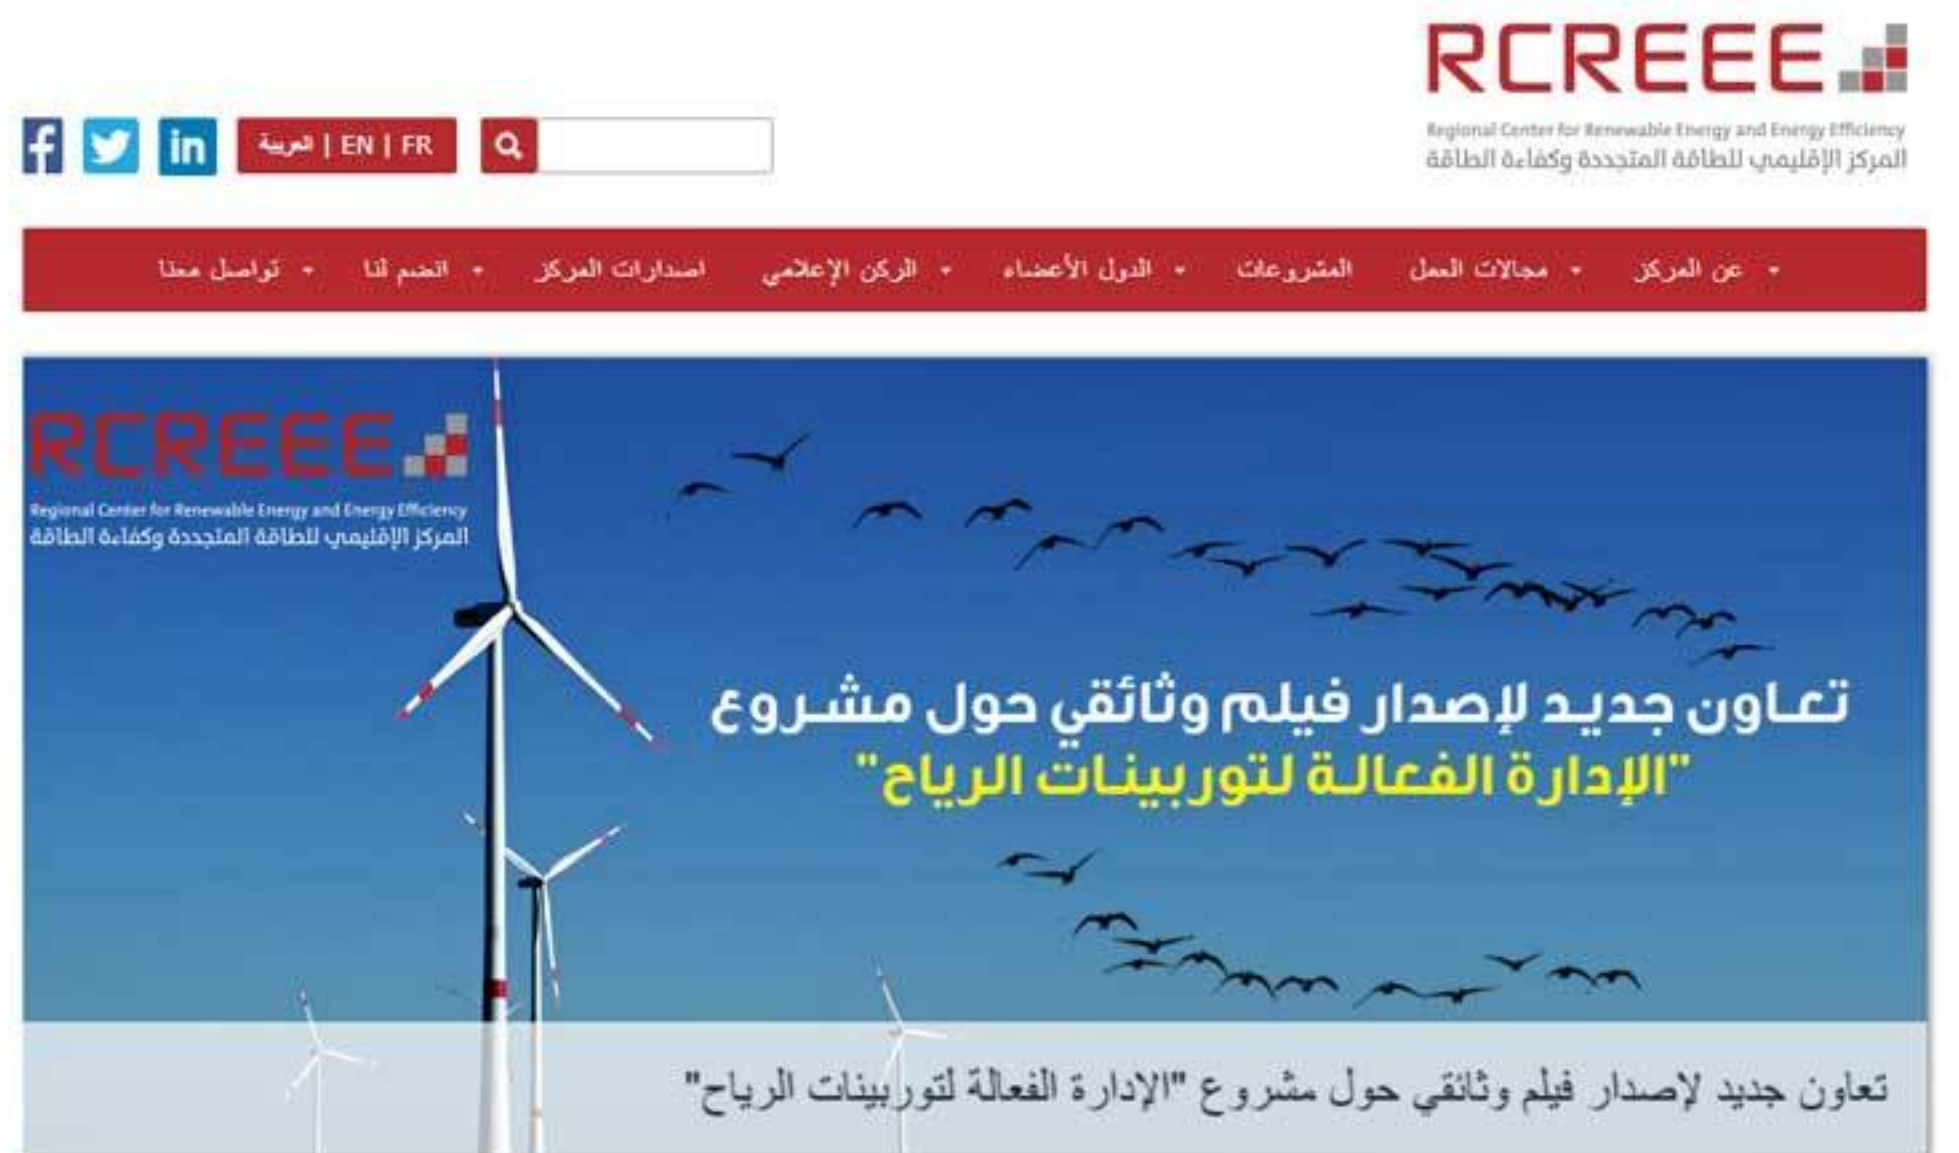 RCREEE
Regional Center for Renewable Energy and Energy Efficiency
المركز الإقليمي للطاقة المتجددة وكفاءة الطاقة
العربية | EN | FR
عن المركز
مجالات العمل
المشروعات
الدول الأعضاء
الركن الإعلامي
اصدارات المركز
انضم لنا
تواصل معنا
RCREEE
Regional Center for Renewable Energy and Energy Efficiency
المركز الإقليمي للطاقة المتجددة وكفاءة الطاقة
تعاون جديد لإصدار فيلم وثائقي حول مشروع
"الإدارة الفعالة لتوربينات الرياح"
تعاون جديد لإصدار فيلم وثائقي حول مشروع "الإدارة الفعالة لتوربينات الرياح"